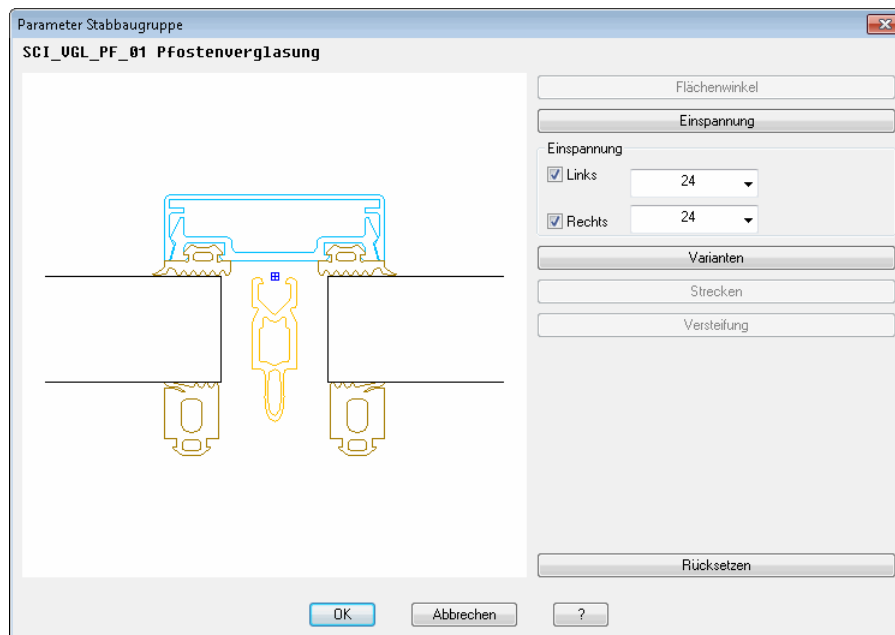 Parameter Stabbaugruppe
SCI_VGL_PF_01 Pfostenverglasung
Flächenwinkel
Einspannung
Einspannung
Links 24
Rechts 24
Varianten
Strecken
Versteifung
Rücksetzen
OK Abbrechen ?